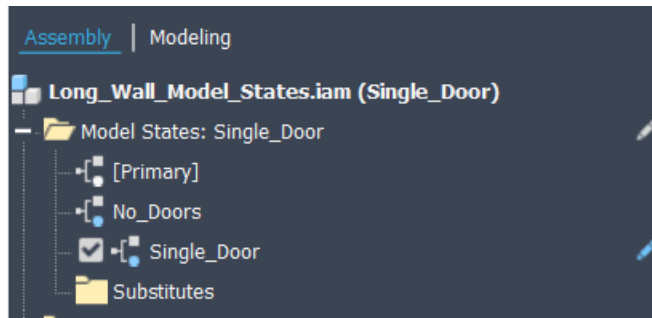 Assembly | Modeling
Long_Wall_Model_States.iam (Single_Door)
Model States: Single_Door
[Primary]
No_Doors
Single_Door
Substitutes